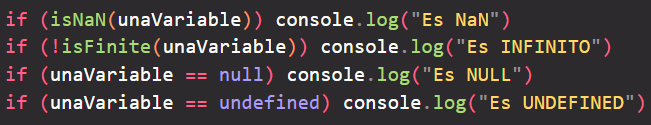 if (isNaN(unaVariable)) console.log("Es NaN")
if (!isFinite(unaVariable)) console.log("Es INFINITO")
if (unaVariable == null) console.log("Es NULL")
if (unaVariable == undefined) console.log("Es UNDEFINED")